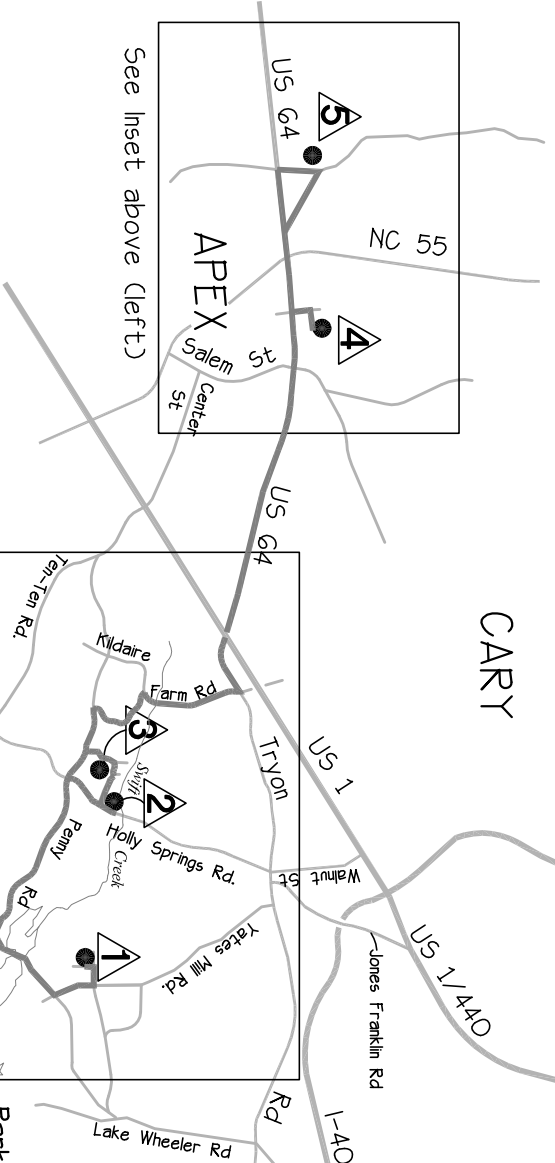 See Inset above (left)
US 64
5
APEX
NC 55
4
Salem St
Center
St
US 64
CARY
Ten-Ten Rd.
Kildaire
Farm Rd
3
2
Swift
Creek
Holly Springs Rd.
Penny
Rd
Tryon
Rd
US 1
Walnut St
1
Yates Mill Rd.
US 1/440
Jones Franklin Rd
I-40
Lake Wheeler Rd